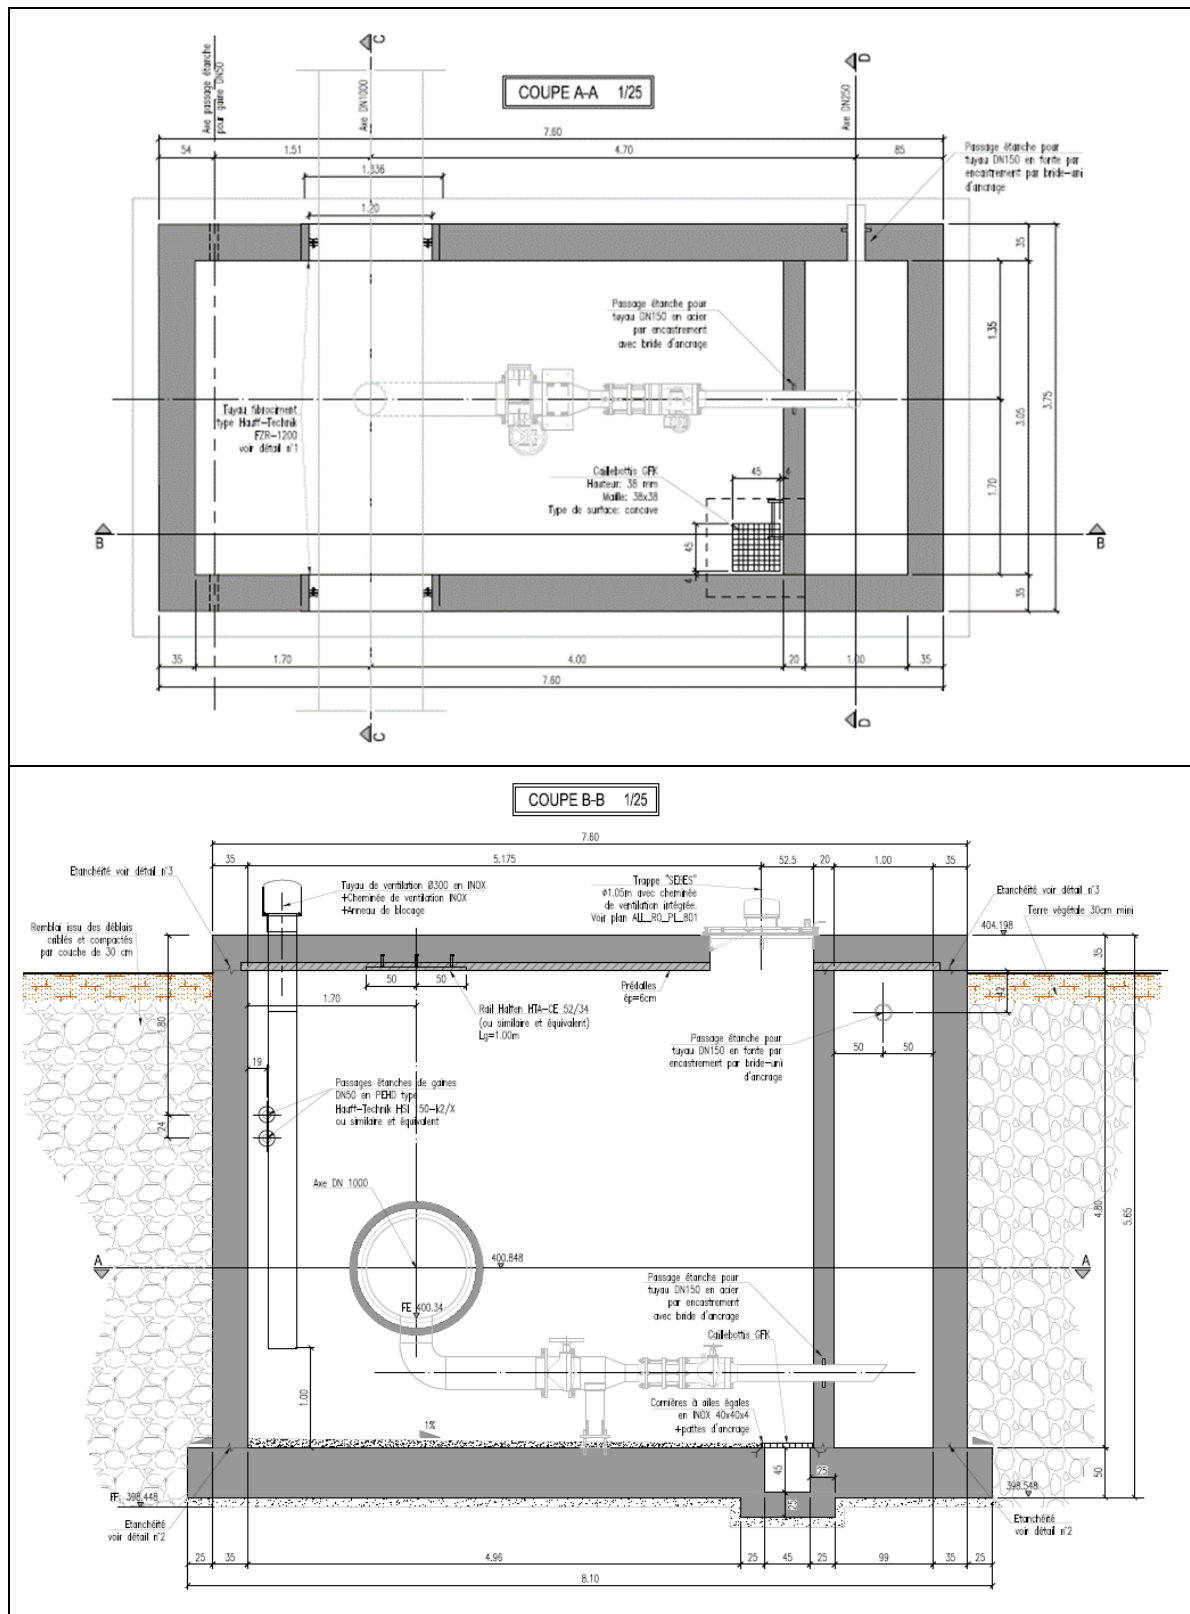 C
D
COUPE A-A 1/25
Axe passage étanche
pour gaine DN50
Axe DN1000
Axe DN250
7.60
54
1.51
4.70
85
1.336
1.20
Passage étanche pour
tuyau DN150 en fonte par
encastrement par bride-uni
d'ancrage
35
Passage étanche pour
tuyau DN150 en acier
par encastrement
avec bride d'ancrage
1.35
3.05
3.75
Tuyau fibrociment
type Hauff-Technik
FZR-1200
voir détail n°1
Caillebottis GFK
Hauteur: 38 mm
Maille: 38x38
Type de surface: concave
45
4
1.70
B
B
45
4
35
35
1.70
4.00
20
1.00
35
7.60
C
D
COUPE B-B 1/25
7.60
35
5.175
52.5
20
1.00
35
Etanchéité voir détail n°3
Tuyau de ventilation Ø300 en INOX
+Cheminée de ventilation INOX
+Anneau de blocage
Trappe "SEBES"
ø1.05m avec cheminée
de ventilation intégrée.
Voir plan ALL_RO_PL_801
Etanchéité voir détail n°3
Terre végétale 30cm mini
Remblai issu des déblais
criblés et compactés
par couche de 30 cm
404.198
35
50
50
1.70
Prédalles
ép=6cm
42
Rail Halfen HTA-CE 52/34
(ou similaire et équivalent)
Lg=1.00m
1.80
Passage étanche pour
tuyau DN150 en fonte par
encastrement par bride-uni
d'ancrage
50
50
19
Passages étanches de gaines
DN50 en PEHD type
Hauff-Technik HSI 150-k2/X
ou similaire et équivalent
24
Axe DN 1000
4.80
5.65
A
400.848
A
FE 400.34
Passage étanche pour
tuyau DN150 en acier
par encastrement
avec bride d'ancrage
Caillebottis GFK
1.00
Cornières à ailes égales
en INOX 40x40x4
+pattes d'ancrage
1%
45
25
50
FF: 398.448
398.548
25
Etanchéité
voir détail n°2
Etanchéité
voir détail n°2
25
35
4.96
25
45
25
99
35
25
8.10